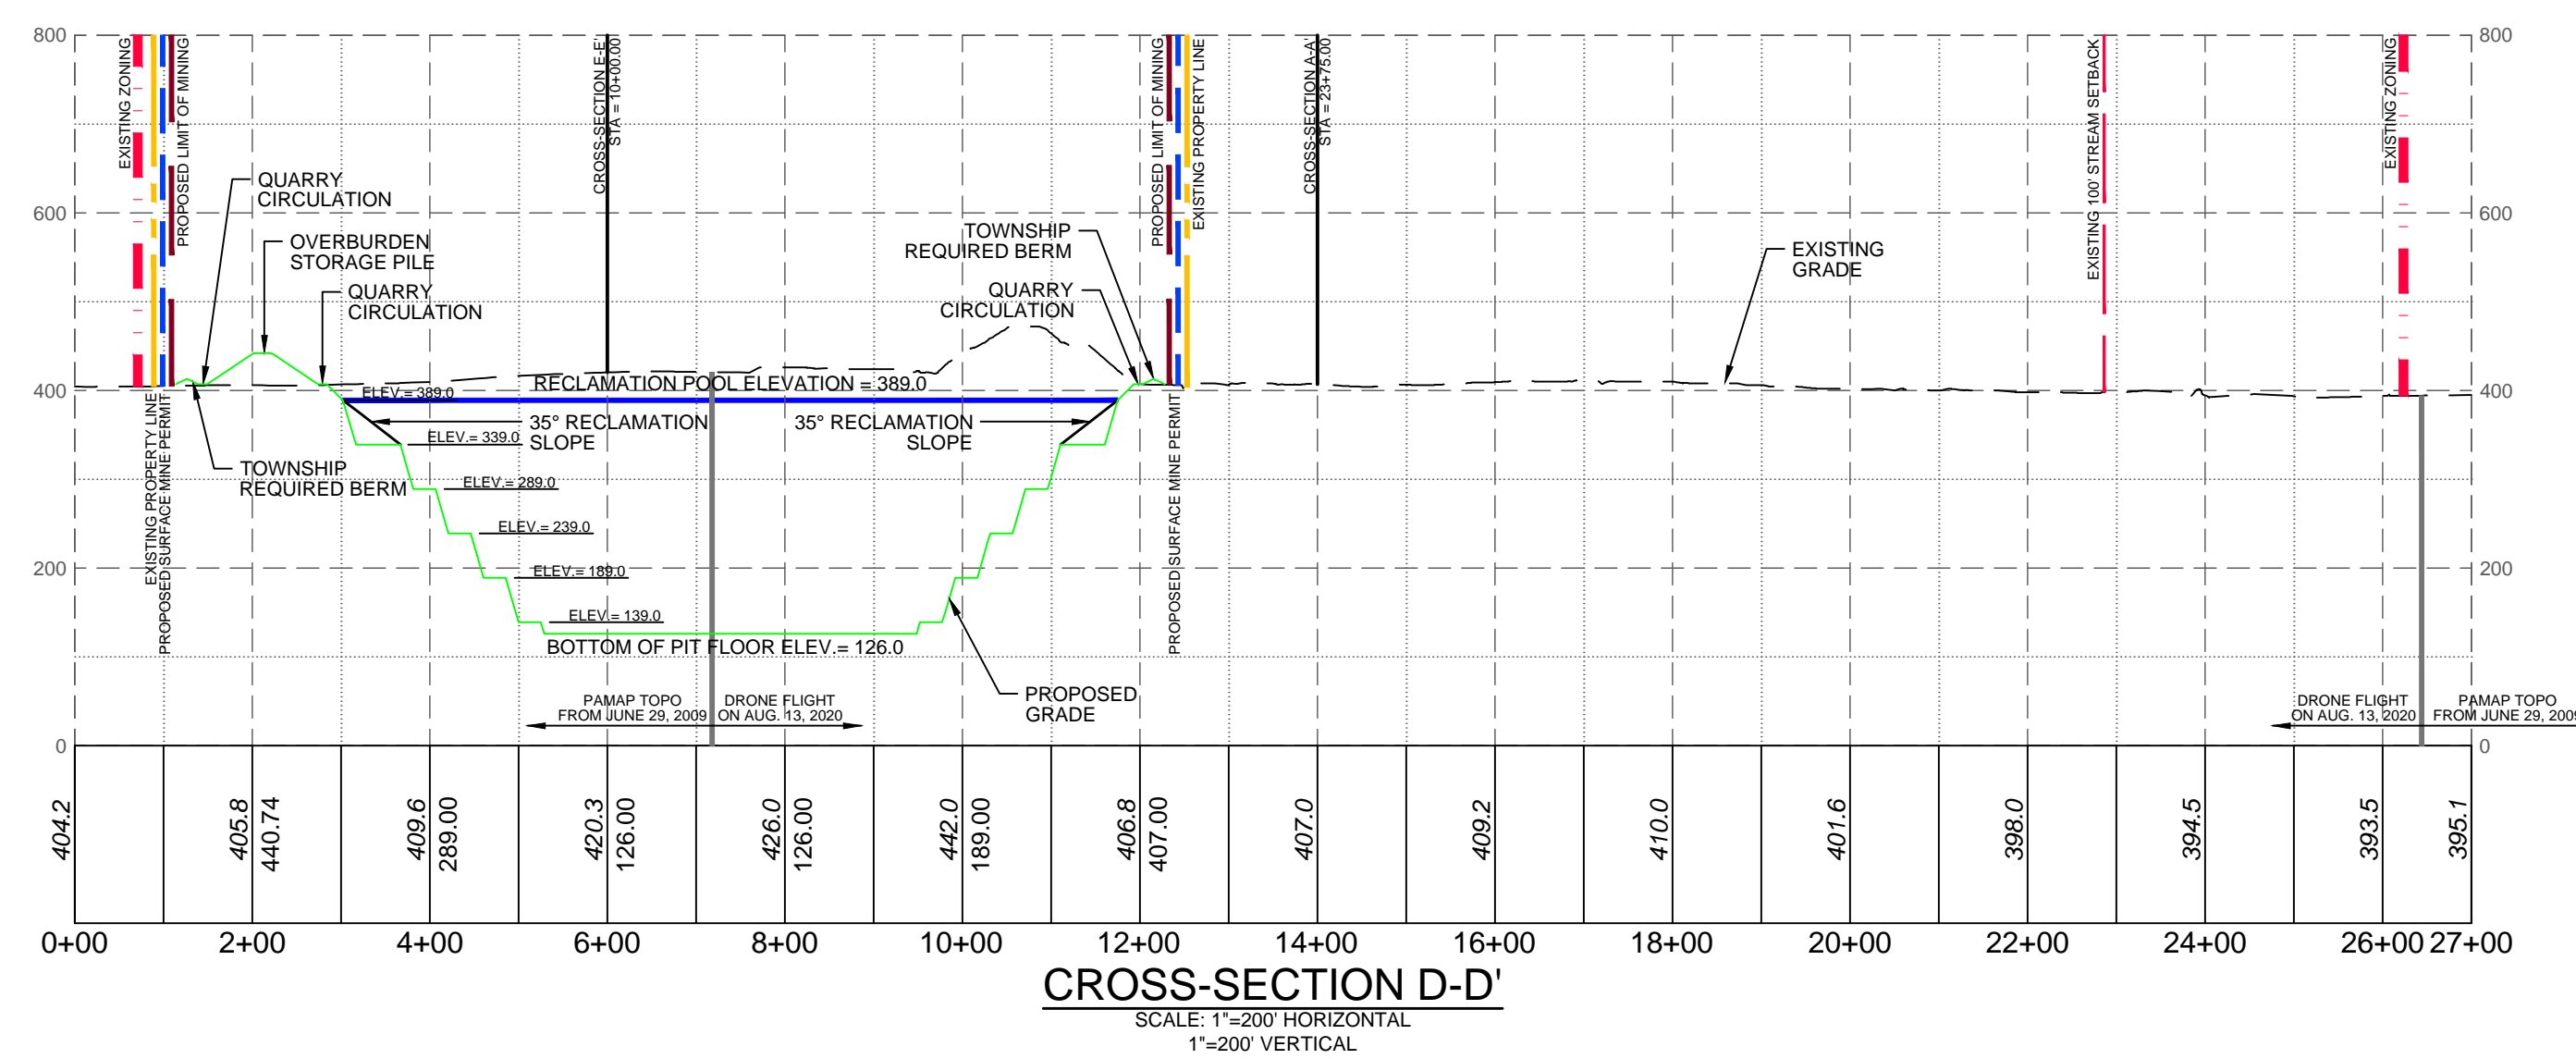 800
600
400
200
0
800
600
400
200
0
EXISTING ZONING
PROPOSED LIMIT OF MINING
EXISTING PROPERTY LINE
PROPOSED SURFACE MINE PERMIT
QUARRY
CIRCULATION
OVERBURDEN
STORAGE PILE
QUARRY
CIRCULATION
TOWNSHIP
REQUIRED BERM
CROSS-SECTION E-E'
STA = 10+00.00
RECLAMATION POOL ELEVATION = 389.0
ELEV.= 389.0
35° RECLAMATION
SLOPE
35° RECLAMATION
SLOPE
ELEV.= 339.0
ELEV.= 289.0
ELEV.= 239.0
ELEV.= 189.0
ELEV.= 139.0
BOTTOM OF PIT FLOOR ELEV.= 126.0
PROPOSED
GRADE
TOWNSHIP
REQUIRED BERM
QUARRY
CIRCULATION
PROPOSED LIMIT OF MINING
EXISTING PROPERTY LINE
PROPOSED SURFACE MINE PERMIT
CROSS-SECTION A-A'
STA = 23+75.00
EXISTING
GRADE
EXISTING 100' STREAM SETBACK
EXISTING ZONING
PAMAP TOPO
FROM JUNE 29, 2009
DRONE FLIGHT
ON AUG. 13, 2020
DRONE FLIGHT
ON AUG. 13, 2020
PAMAP TOPO
FROM JUNE 29, 2009
404.2
405.8
440.74
409.6
289.00
420.3
126.00
426.0
126.00
442.0
189.00
406.8
407.00
407.0
409.2
410.0
401.6
398.0
394.5
393.5
395.1
0+00
2+00
4+00
6+00
8+00
10+00
12+00
14+00
16+00
18+00
20+00
22+00
24+00
26+00
27+00
CROSS-SECTION D-D'
SCALE: 1"=200' HORIZONTAL
1"=200' VERTICAL